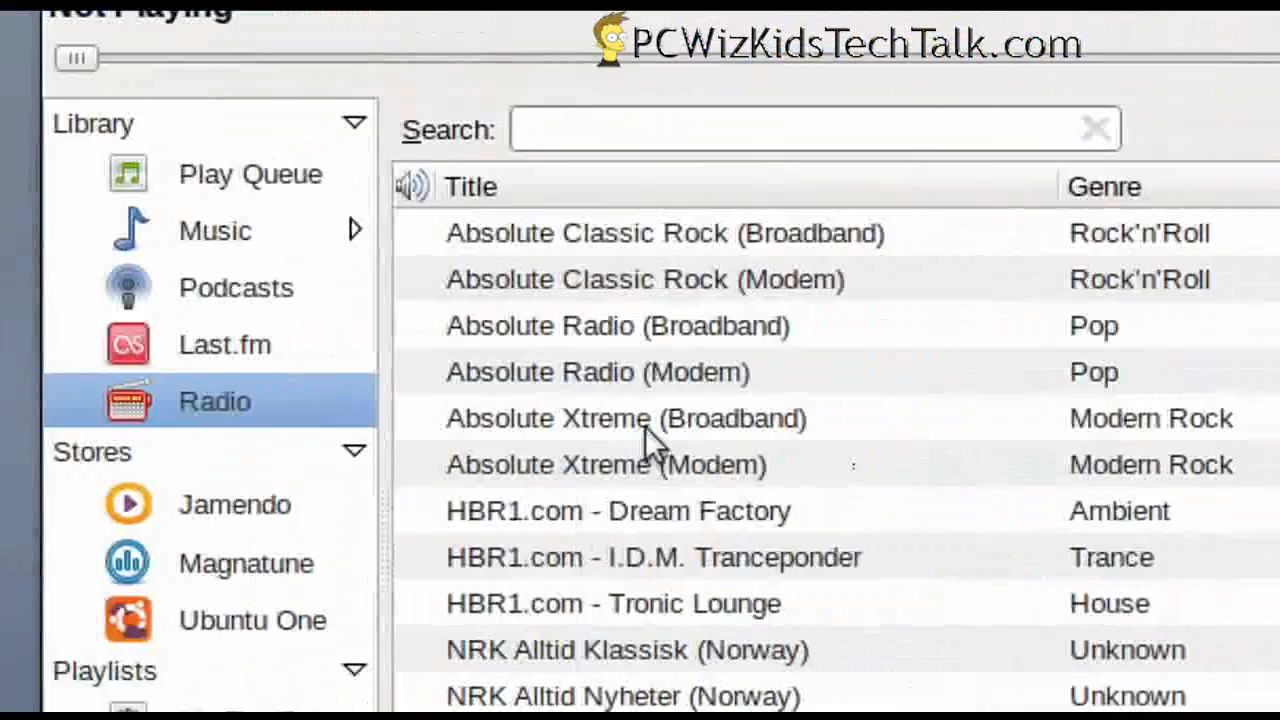 Not Playing
PCWizKidsTechTalk.com
Library
Play Queue
Music
Podcasts
Last.fm
Radio
Stores
Jamendo
Magnatune
Ubuntu One
Playlists
Search:
Title Genre
Absolute Classic Rock (Broadband) Rock'n'Roll
Absolute Classic Rock (Modem) Rock'n'Roll
Absolute Radio (Broadband) Pop
Absolute Radio (Modem) Pop
Absolute Xtreme (Broadband) Modern Rock
Absolute Xtreme (Modem) Modern Rock
HBR1.com - Dream Factory Ambient
HBR1.com - I.D.M. Tranceponder Trance
HBR1.com - Tronic Lounge House
NRK Alltid Klassisk (Norway) Unknown
NRK Alltid Nyheter (Norway) Unknown